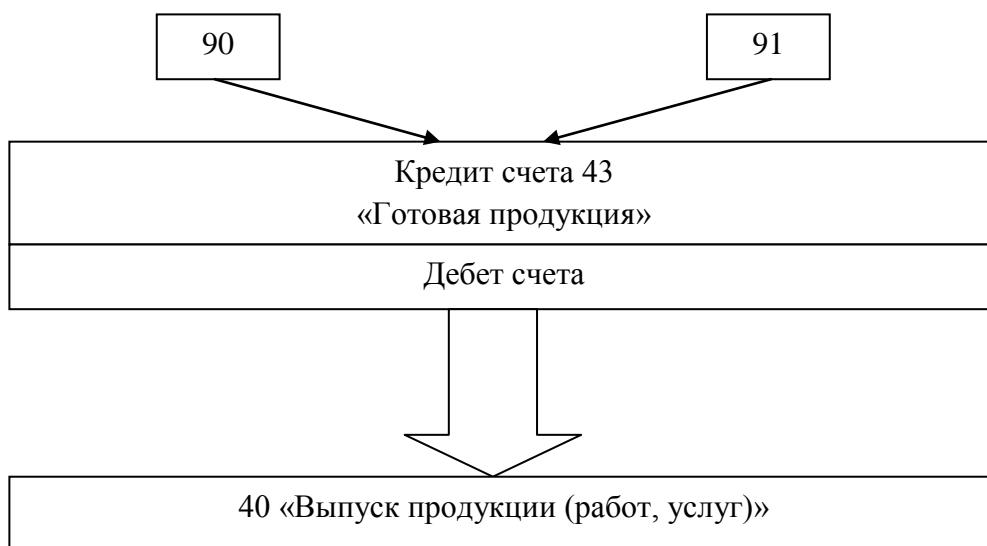 90
91
Кредит счета 43
«Готовая продукция»
Дебет счета
40 «Выпуск продукции (работ, услуг)»